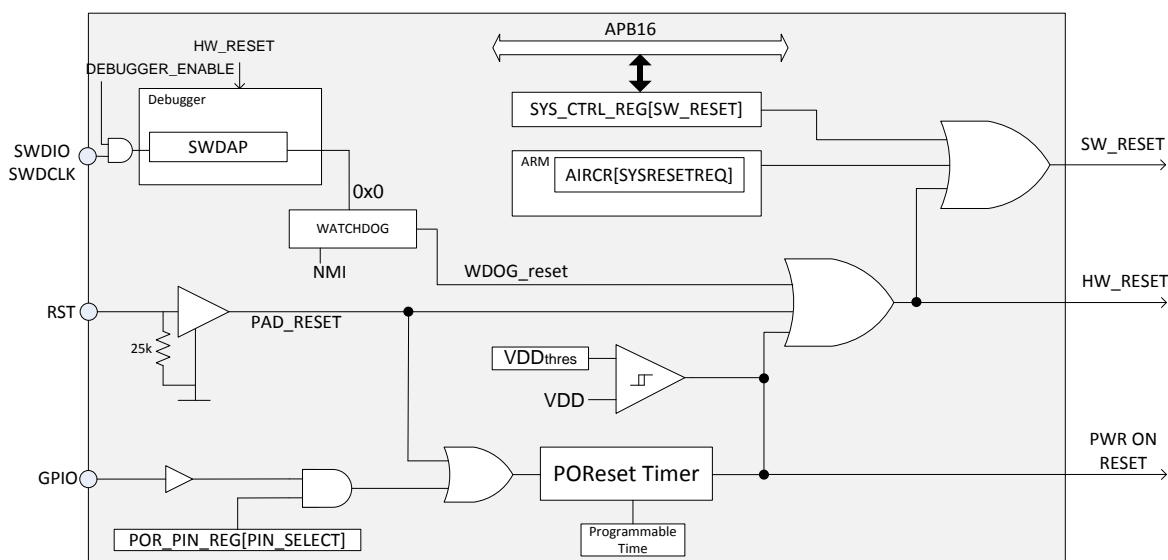 APB16
HW_RESET
DEBUGGER_ENABLE
Debugger
SYS_CTRL_REG[SW_RESET]
SWDAP
SWDIO
SWDCLK
ARM
AIRCR[SYSRESETREQ]
SW_RESET
0x0
WATCHDOG
NMI
WDOG_reset
HW_RESET
RST
PAD_RESET
25k
VDDthres
VDD
PWR ON
RESET
GPIO
POReset Timer
POR_PIN_REG[PIN_SELECT]
Programmable
Time